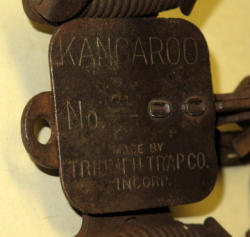 KANGAROO
No.
MADE BY
TRIUMPH TRAP CO.
INCORP.